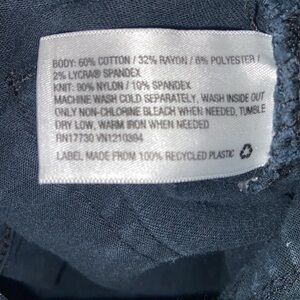 BODY: 60% COTTON / 32% RAYON / 6% POLYESTER /
2% LYCRA® SPANDEX
KNIT: 90% NYLON / 10% SPANDEX
MACHINE WASH COLD SEPARATELY, WASH INSIDE OUT
ONLY NON-CHLORINE BLEACH WHEN NEEDED, TUMBLE
DRY LOW, WARM IRON WHEN NEEDED,
RN17730 VN1210394
LABEL MADE FROM 100% RECYCLED PLASTIC